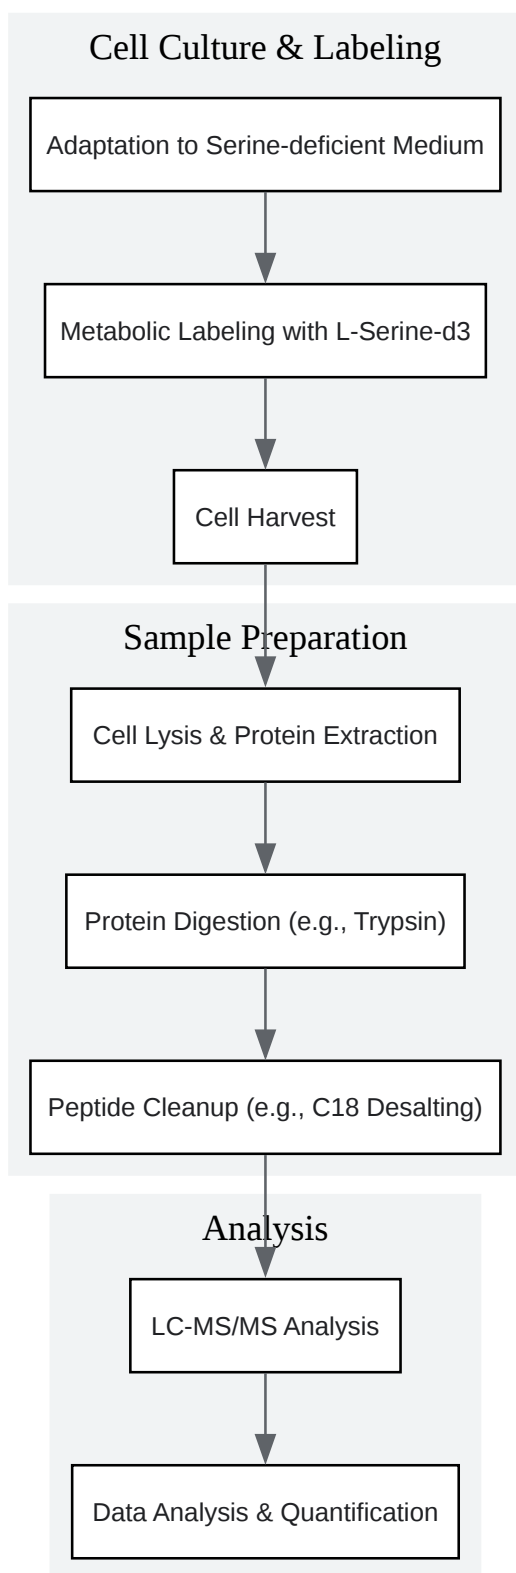 Cell Culture & Labeling
Adaptation to Serine-deficient Medium
Metabolic Labeling with L-Serine-d3
Cell Harvest
Sample Preparation
Cell Lysis & Protein Extraction
Protein Digestion (e.g., Trypsin)
Peptide Cleanup (e.g., C18 Desalting)
Analysis
LC-MS/MS Analysis
Data Analysis & Quantification